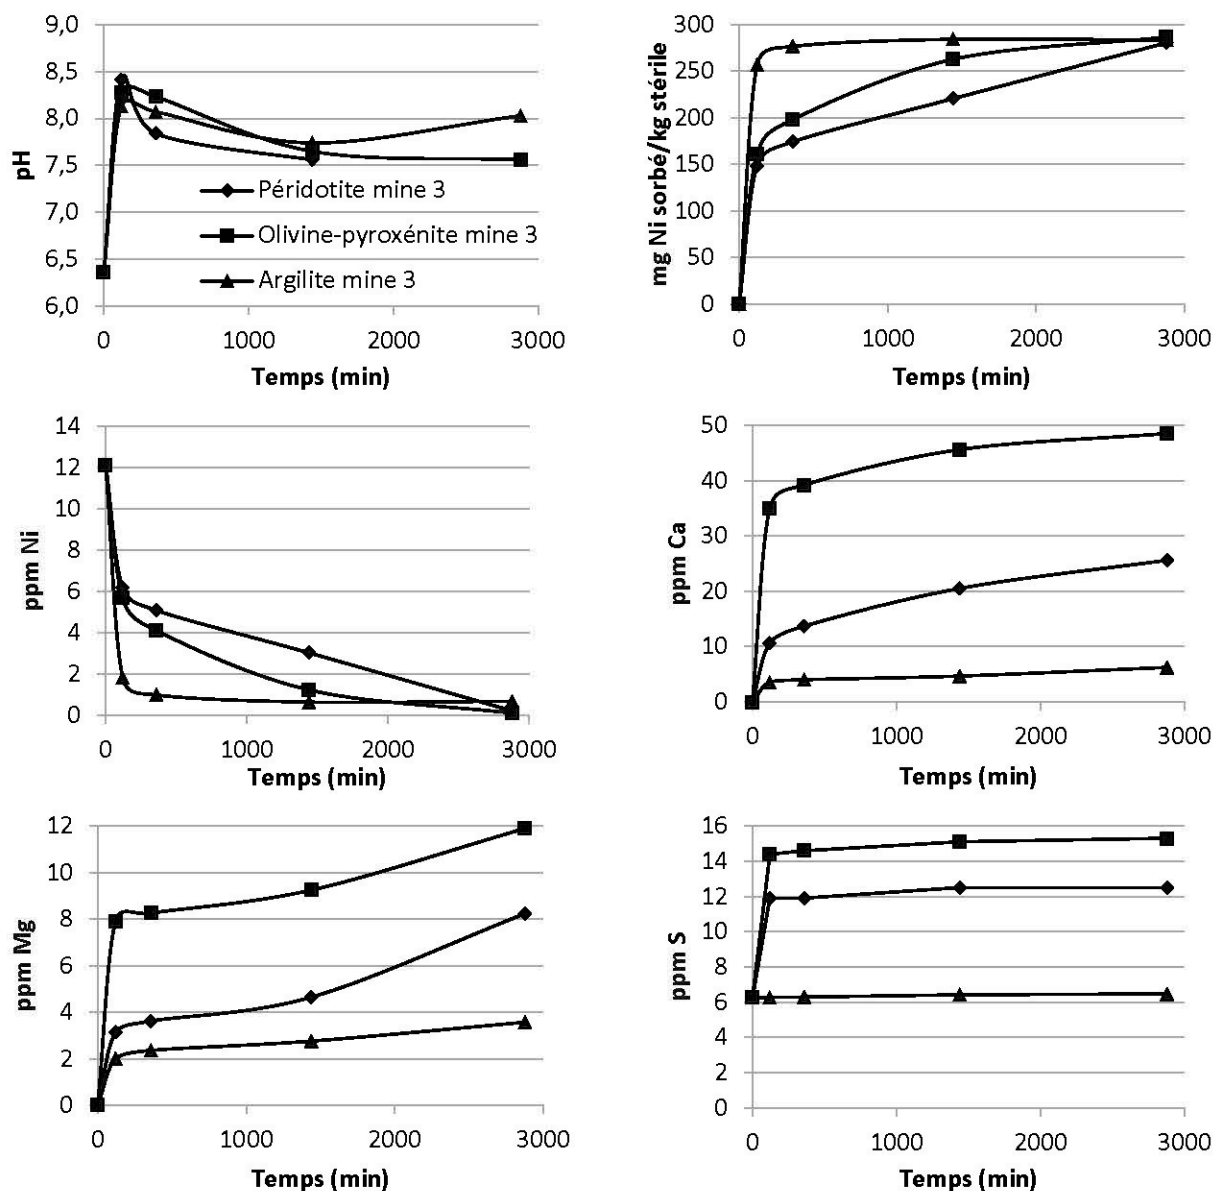 9,0
8,5
8,0
7,5
7,0
6,5
6,0
pH
Péridotite mine 3
Olivine-pyroxénite mine 3
Argilite mine 3
0 1000 2000 3000
Temps (min)
300
250
200
150
100
50
0
mg Ni sorbé/kg stérile
0 1000 2000 3000
Temps (min)
14
12
10
8
6
4
2
0
ppm Ni
0 1000 2000 3000
Temps (min)
50
40
30
20
10
0
ppm Ca
0 1000 2000 3000
Temps (min)
12
10
8
6
4
2
0
ppm Mg
0 1000 2000 3000
Temps (min)
16
14
12
10
8
6
4
2
0
ppm S
0 1000 2000 3000
Temps (min)